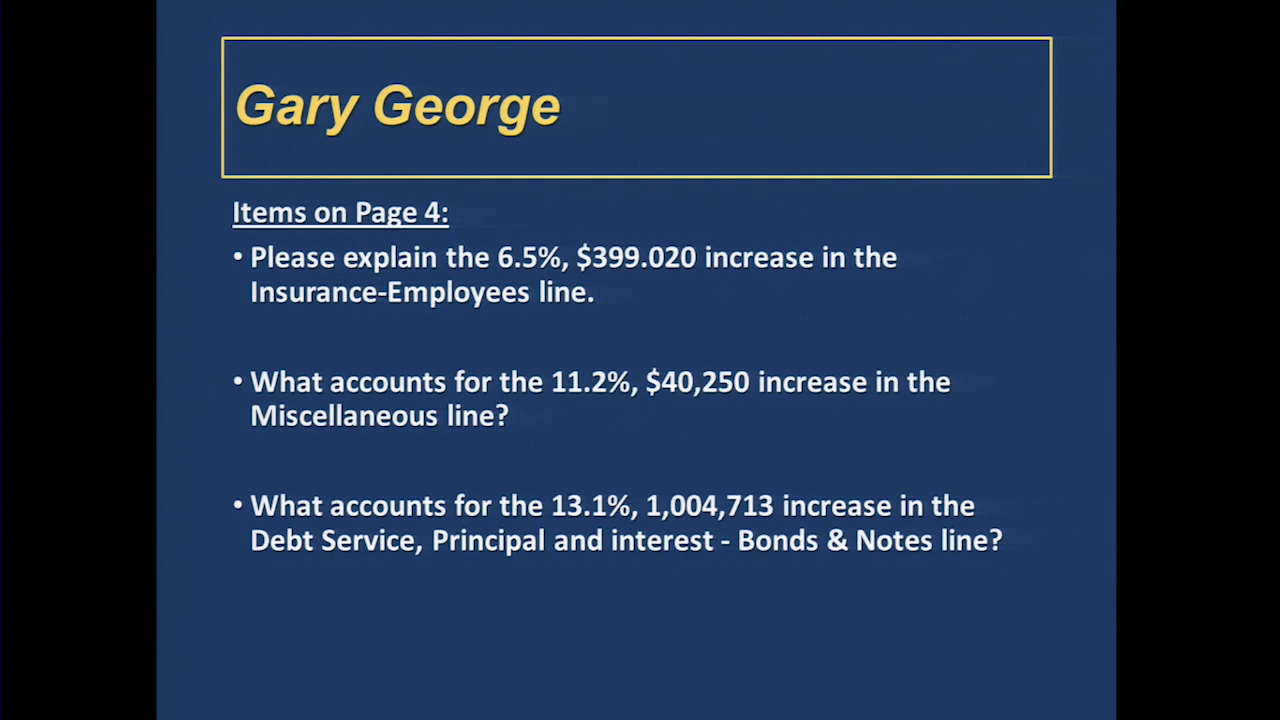 Gary George
Items on Page 4:
• Please explain the 6.5%, $399.020 increase in the
Insurance-Employees line.
• What accounts for the 11.2%, $40,250 increase in the
Miscellaneous line?
• What accounts for the 13.1%, 1,004,713 increase in the
Debt Service, Principal and interest - Bonds & Notes line?